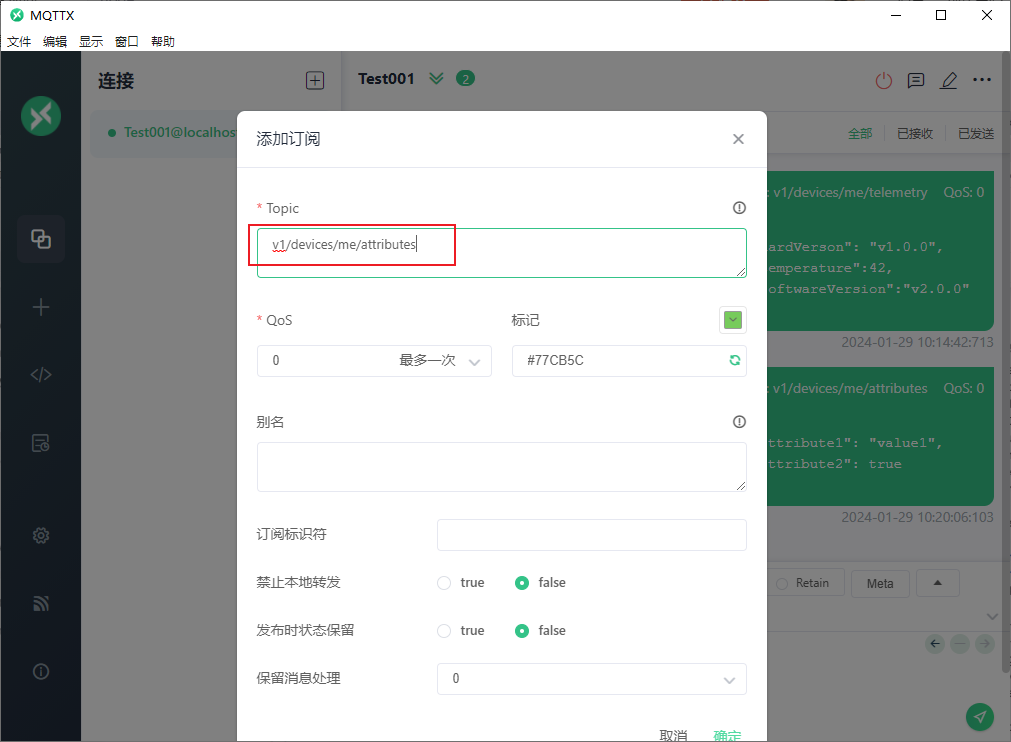 MQTTX
文件 编辑 显示 窗口 帮助
连接
Test001 2
Test001@localhos
全部 已接收 已发送
添加订阅
* Topic
v1/devices/me/attributes
* QoS
标记
0 最多一次
#77CB5C
别名
订阅标识符
禁止本地转发 true false
发布时状态保留 true false
保留消息处理 0
取消 确定
: v1/devices/me/telemetry QoS: 0
ardVerson": "v1.0.0",
emperature":42,
oftwareVersion":"v2.0.0"
2024-01-29 10:14:42:713
: v1/devices/me/attributes QoS: 0
ttribute1": "value1",
ttribute2": true
2024-01-29 10:20:06:103
Retain Meta